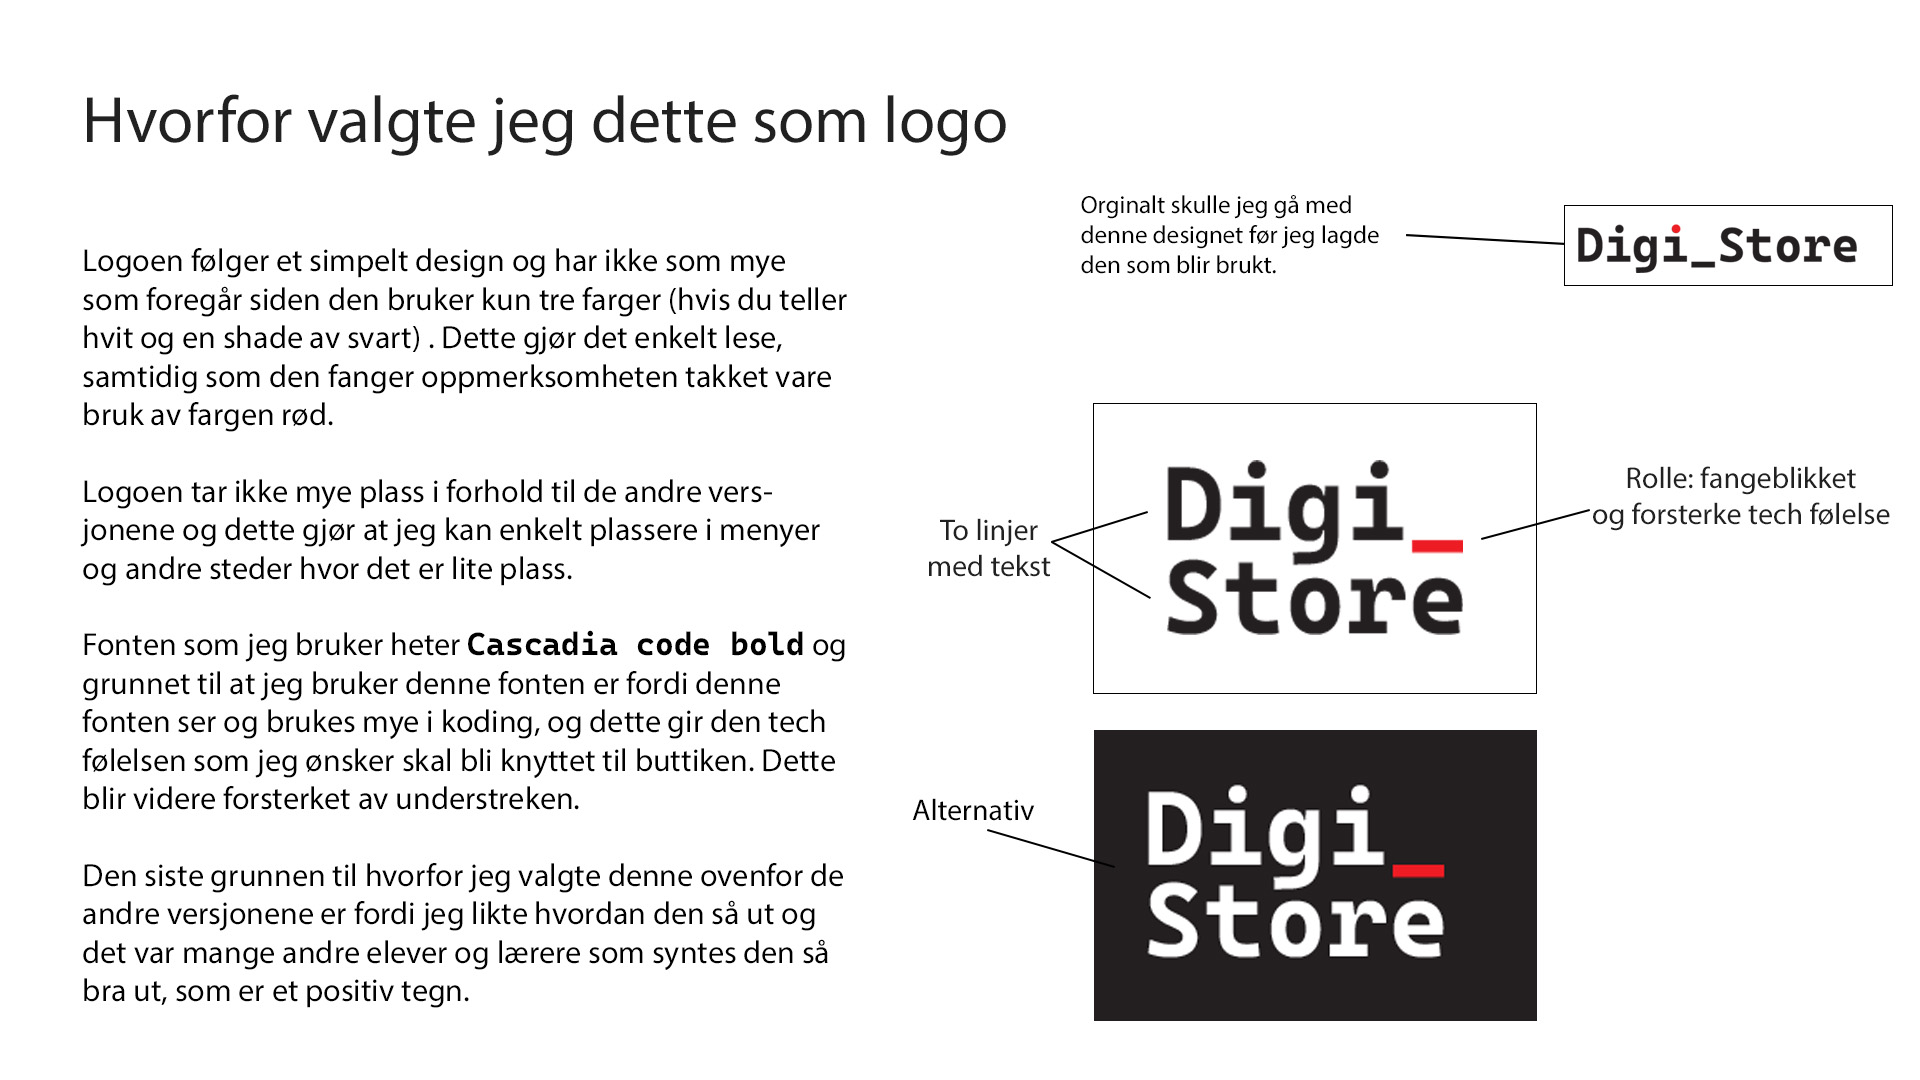 Hvorfor valgte jeg dette som logo
Logoen følger et simpelt design og har ikke som mye
som foregår siden den bruker kun tre farger (hvis du teller
hvit og en shade av svart) . Dette gjør det enkelt lese,
samtidig som den fanger oppmerksomheten takket vare
bruk av fargen rød.
Logoen tar ikke mye plass i forhold til de andre vers-
jonene og dette gjør at jeg kan enkelt plassere i menyer
og andre steder hvor det er lite plass.
Fonten som jeg bruker heter Cascadia code bold og
grunnet til at jeg bruker denne fonten er fordi denne
fonten ser og brukes mye i koding, og dette gir den tech
følelsen som jeg ønsker skal bli knyttet til buttiken. Dette
blir videre forsterket av understreken.
Den siste grunnen til hvorfor jeg valgte denne ovenfor de
andre versjonene er fordi jeg likte hvordan den så ut og
det var mange andre elever og lærere som syntes den så
bra ut, som er et positiv tegn.
Orginalt skulle jeg gå med
denne designet før jeg lagde
den som blir brukt.
Digi_Store
To linjer
med tekst
Digi_
Store
Rolle: fangeblikket
og forsterke tech følelse
Alternativ
Digi_
Store